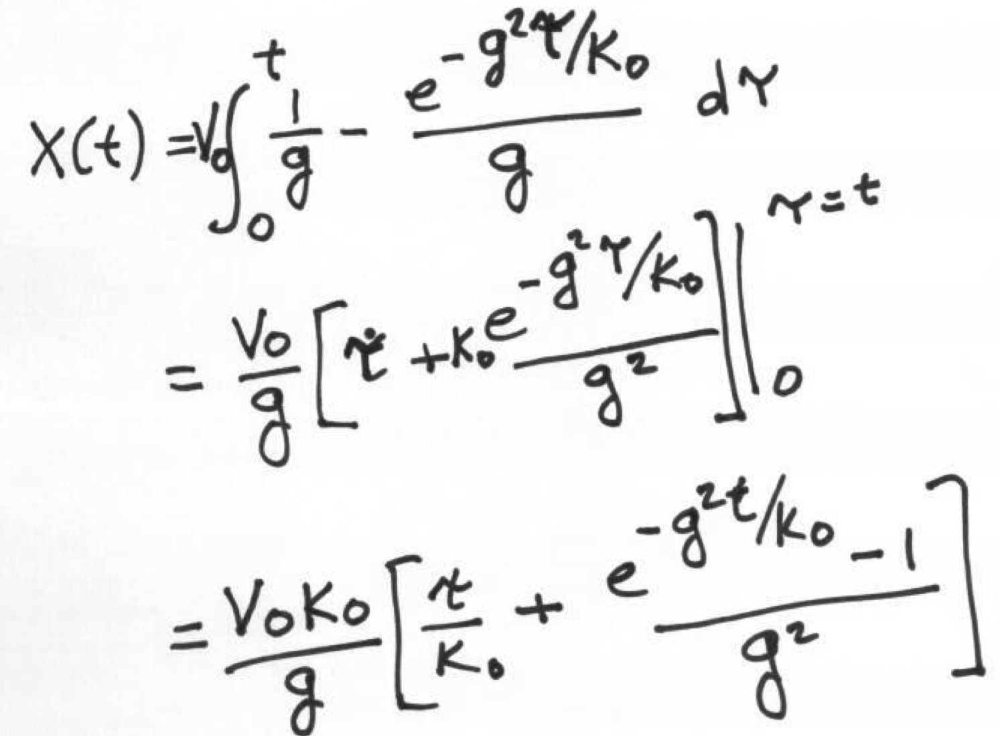 X(t) = V₀ ∫₀ᵗ 1/g - e^(-g²τ/K₀)/g dτ
= V₀/g [τ + K₀ e^(-g²τ/K₀)/g²] |₀^(τ=t)
= V₀K₀/g [t/K₀ + (e^(-g²t/K₀) - 1)/g²]